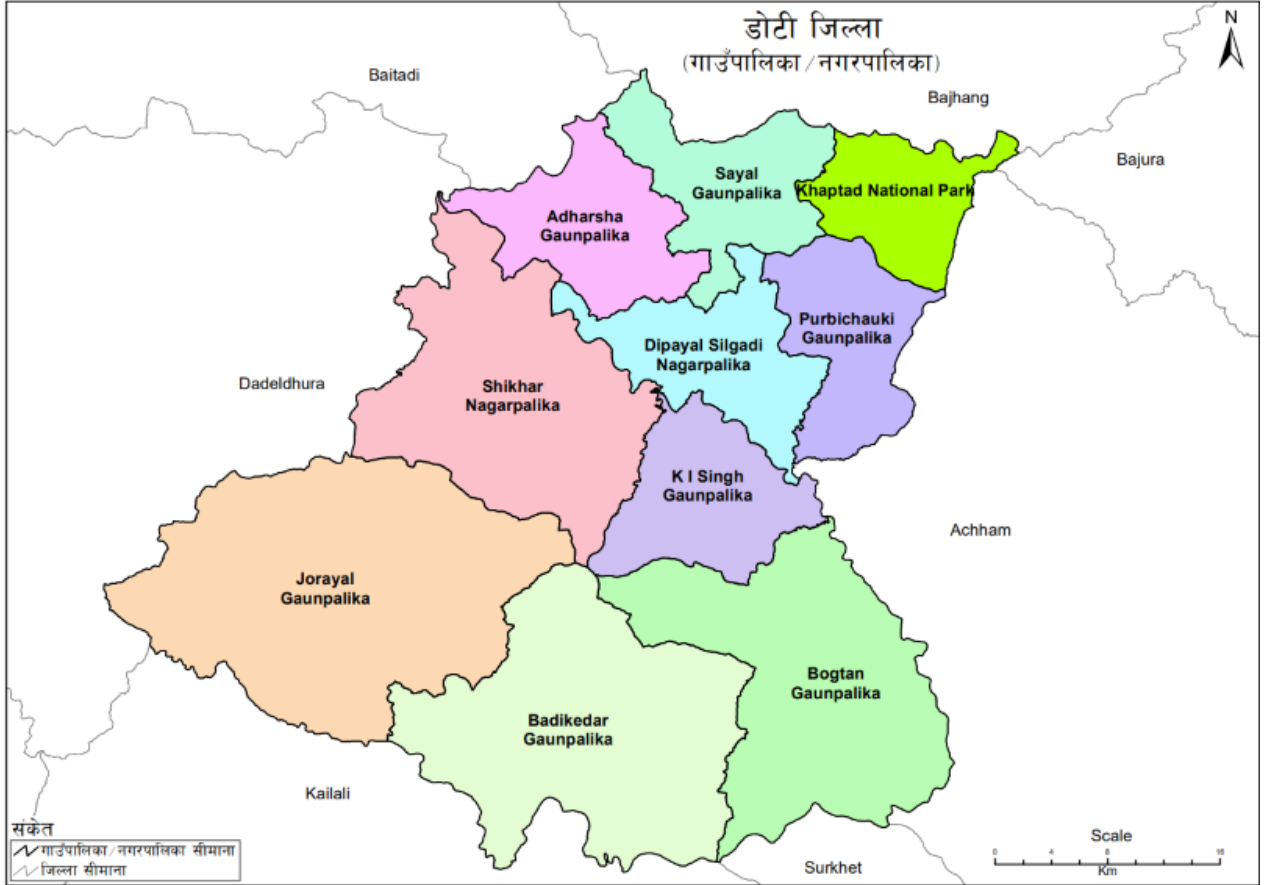 डोटी जिल्ला
(गाउँपालिका/नगरपालिका)
N
Baitadi
Bajhang
Bajura
Sayal
Gaunpalika
Khaptad National Park
Adharsha
Gaunpalika
Purbichauki
Gaunpalika
Dipayal Silgadi
Nagarpalika
Dadeldhura
Shikhar
Nagarpalika
K I Singh
Gaunpalika
Achham
Jorayal
Gaunpalika
Bogtan
Gaunpalika
Badikedar
Gaunpalika
Kailali
संकेत
गाउँपालिका/नगरपालिका सीमाना
जिल्ला सीमाना
Surkhet
Scale
0 4 8 16
Km